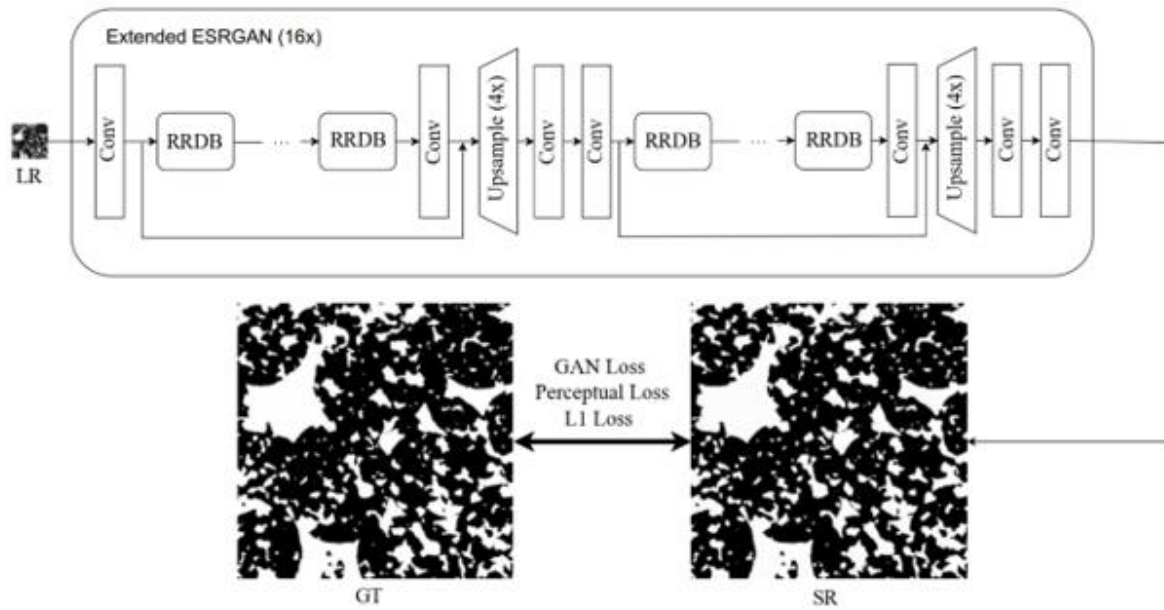 Extended ESRGAN (16x)
LR
Conv
RRDB
...
RRDB
Conv
Upsample (4x)
Conv
Conv
RRDB
...
RRDB
Conv
Upsample (4x)
Conv
Conv
GAN Loss
Perceptual Loss
L1 Loss
GT
SR